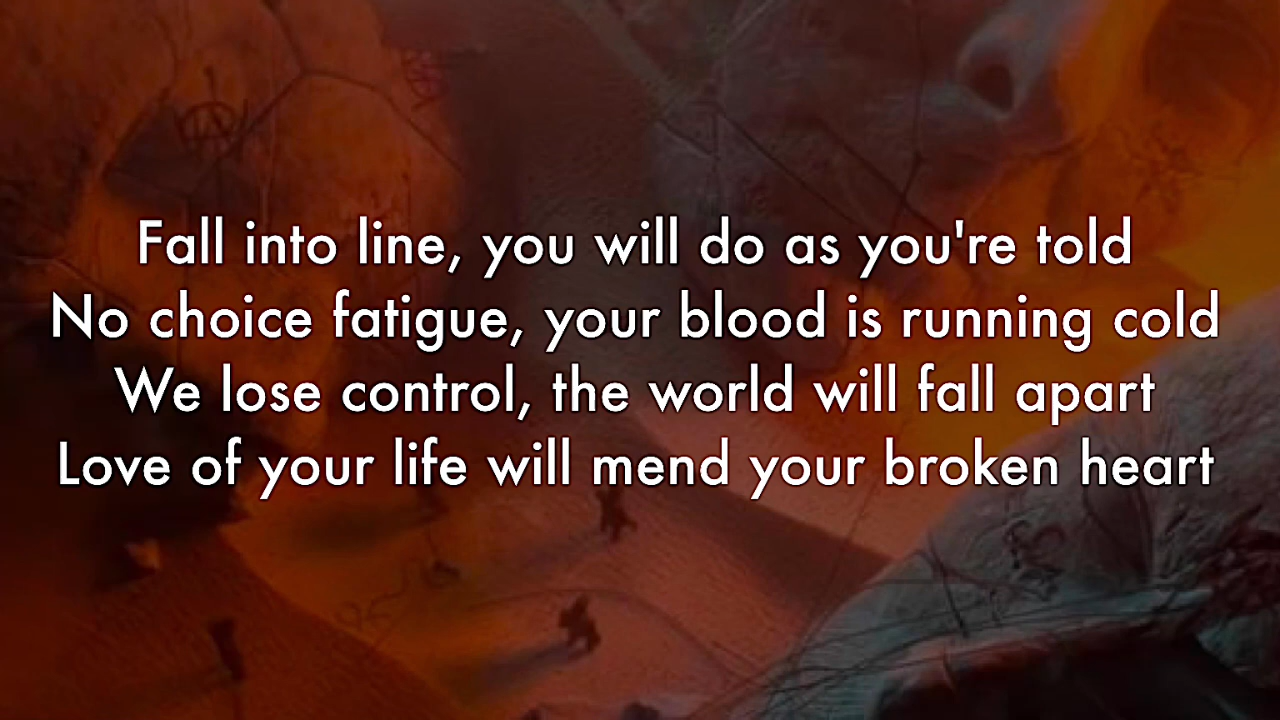 Fall into line, you will do as you're told
No choice fatigue, your blood is running cold
We lose control, the world will fall apart
Love of your life will mend your broken heart